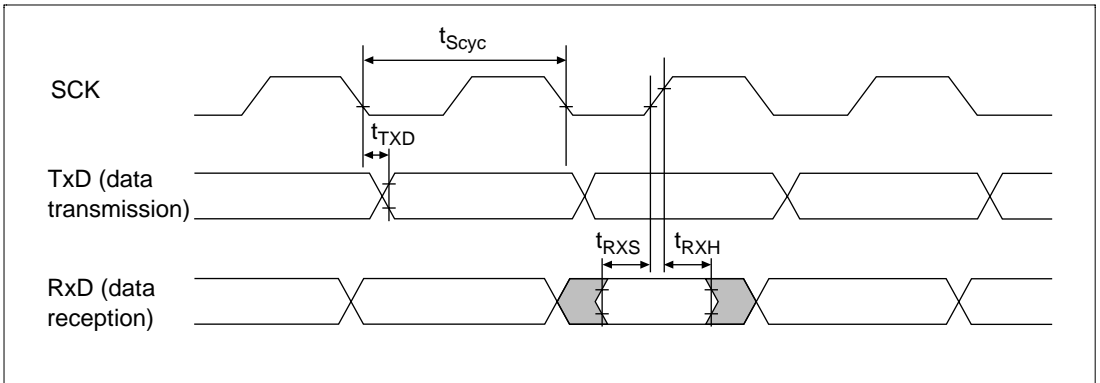 tScyc
SCK
tTXD
TxD (data
transmission)
tRXS
tRXH
RxD (data
reception)